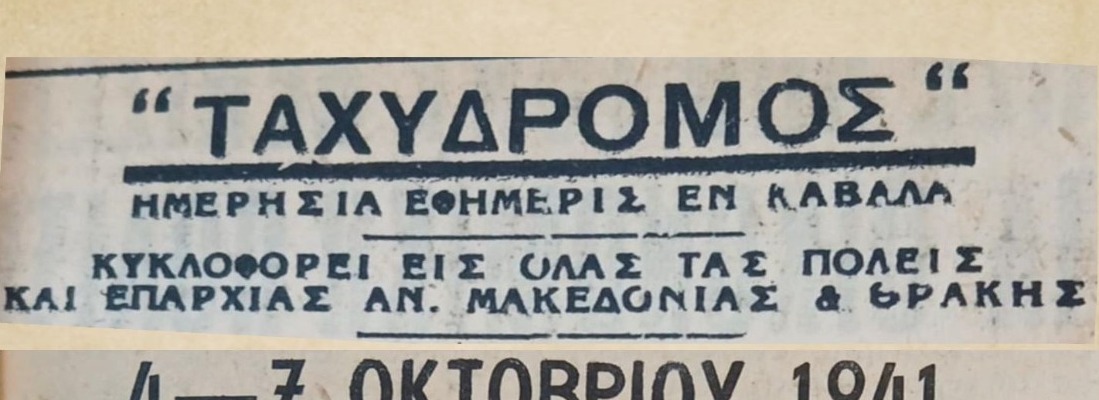 “ΤΑΧΥΔΡΟΜΟΣ“
ΗΜΕΡΗΣΙΑ ΕΦΗΜΕΡΙΣ ΕΝ ΚΑΒΑΛΑ
ΚΥΚΛΟΦΟΡΕΙ ΕΙΣ ΟΛΑΣ ΤΑΣ ΠΟΛΕΙΣ
ΚΑΙ ΕΠΑΡΧΙΑΣ ΑΝ. ΜΑΚΕΔΟΝΙΑΣ & ΘΡΑΚΗΣ
4—7 ΟΚΤΩΒΡΙΟΥ 1941